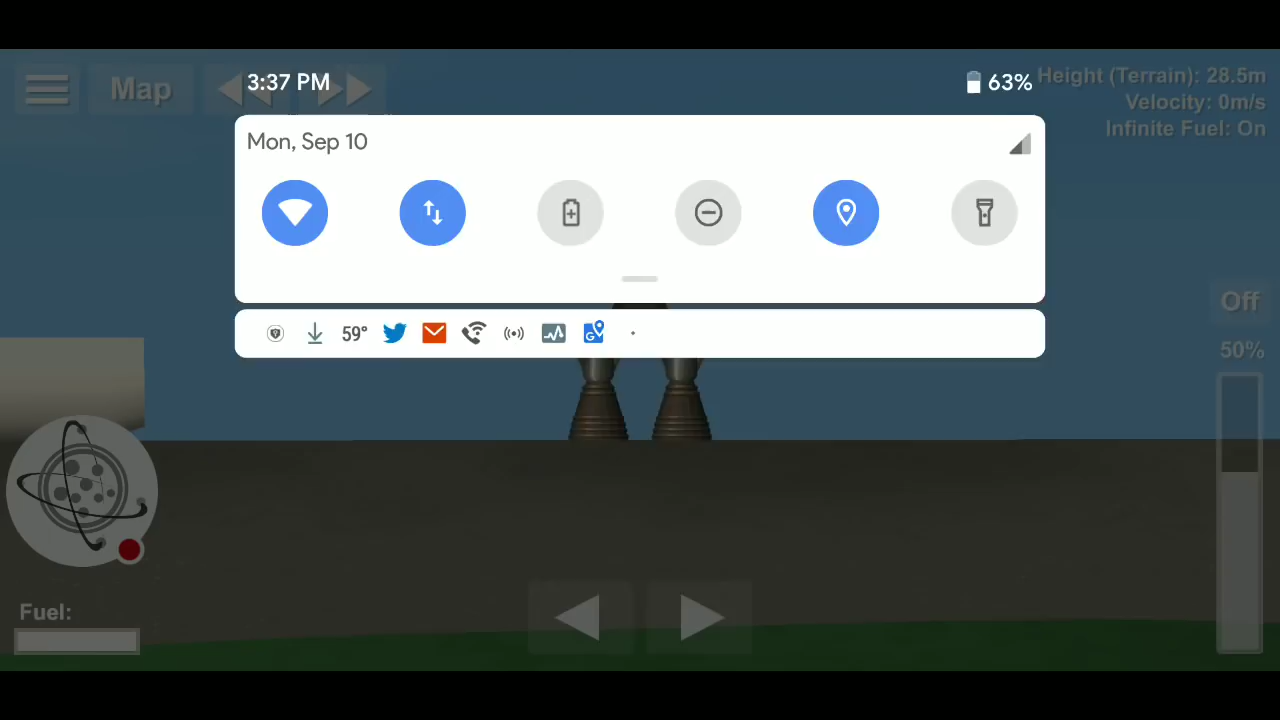 3:37 PM
63%
Height (Terrain): 28.5m
Map
Velocity: 0m/s
Infinite Fuel: On
Mon, Sep 10
Off
59°
G
50%
Fuel: